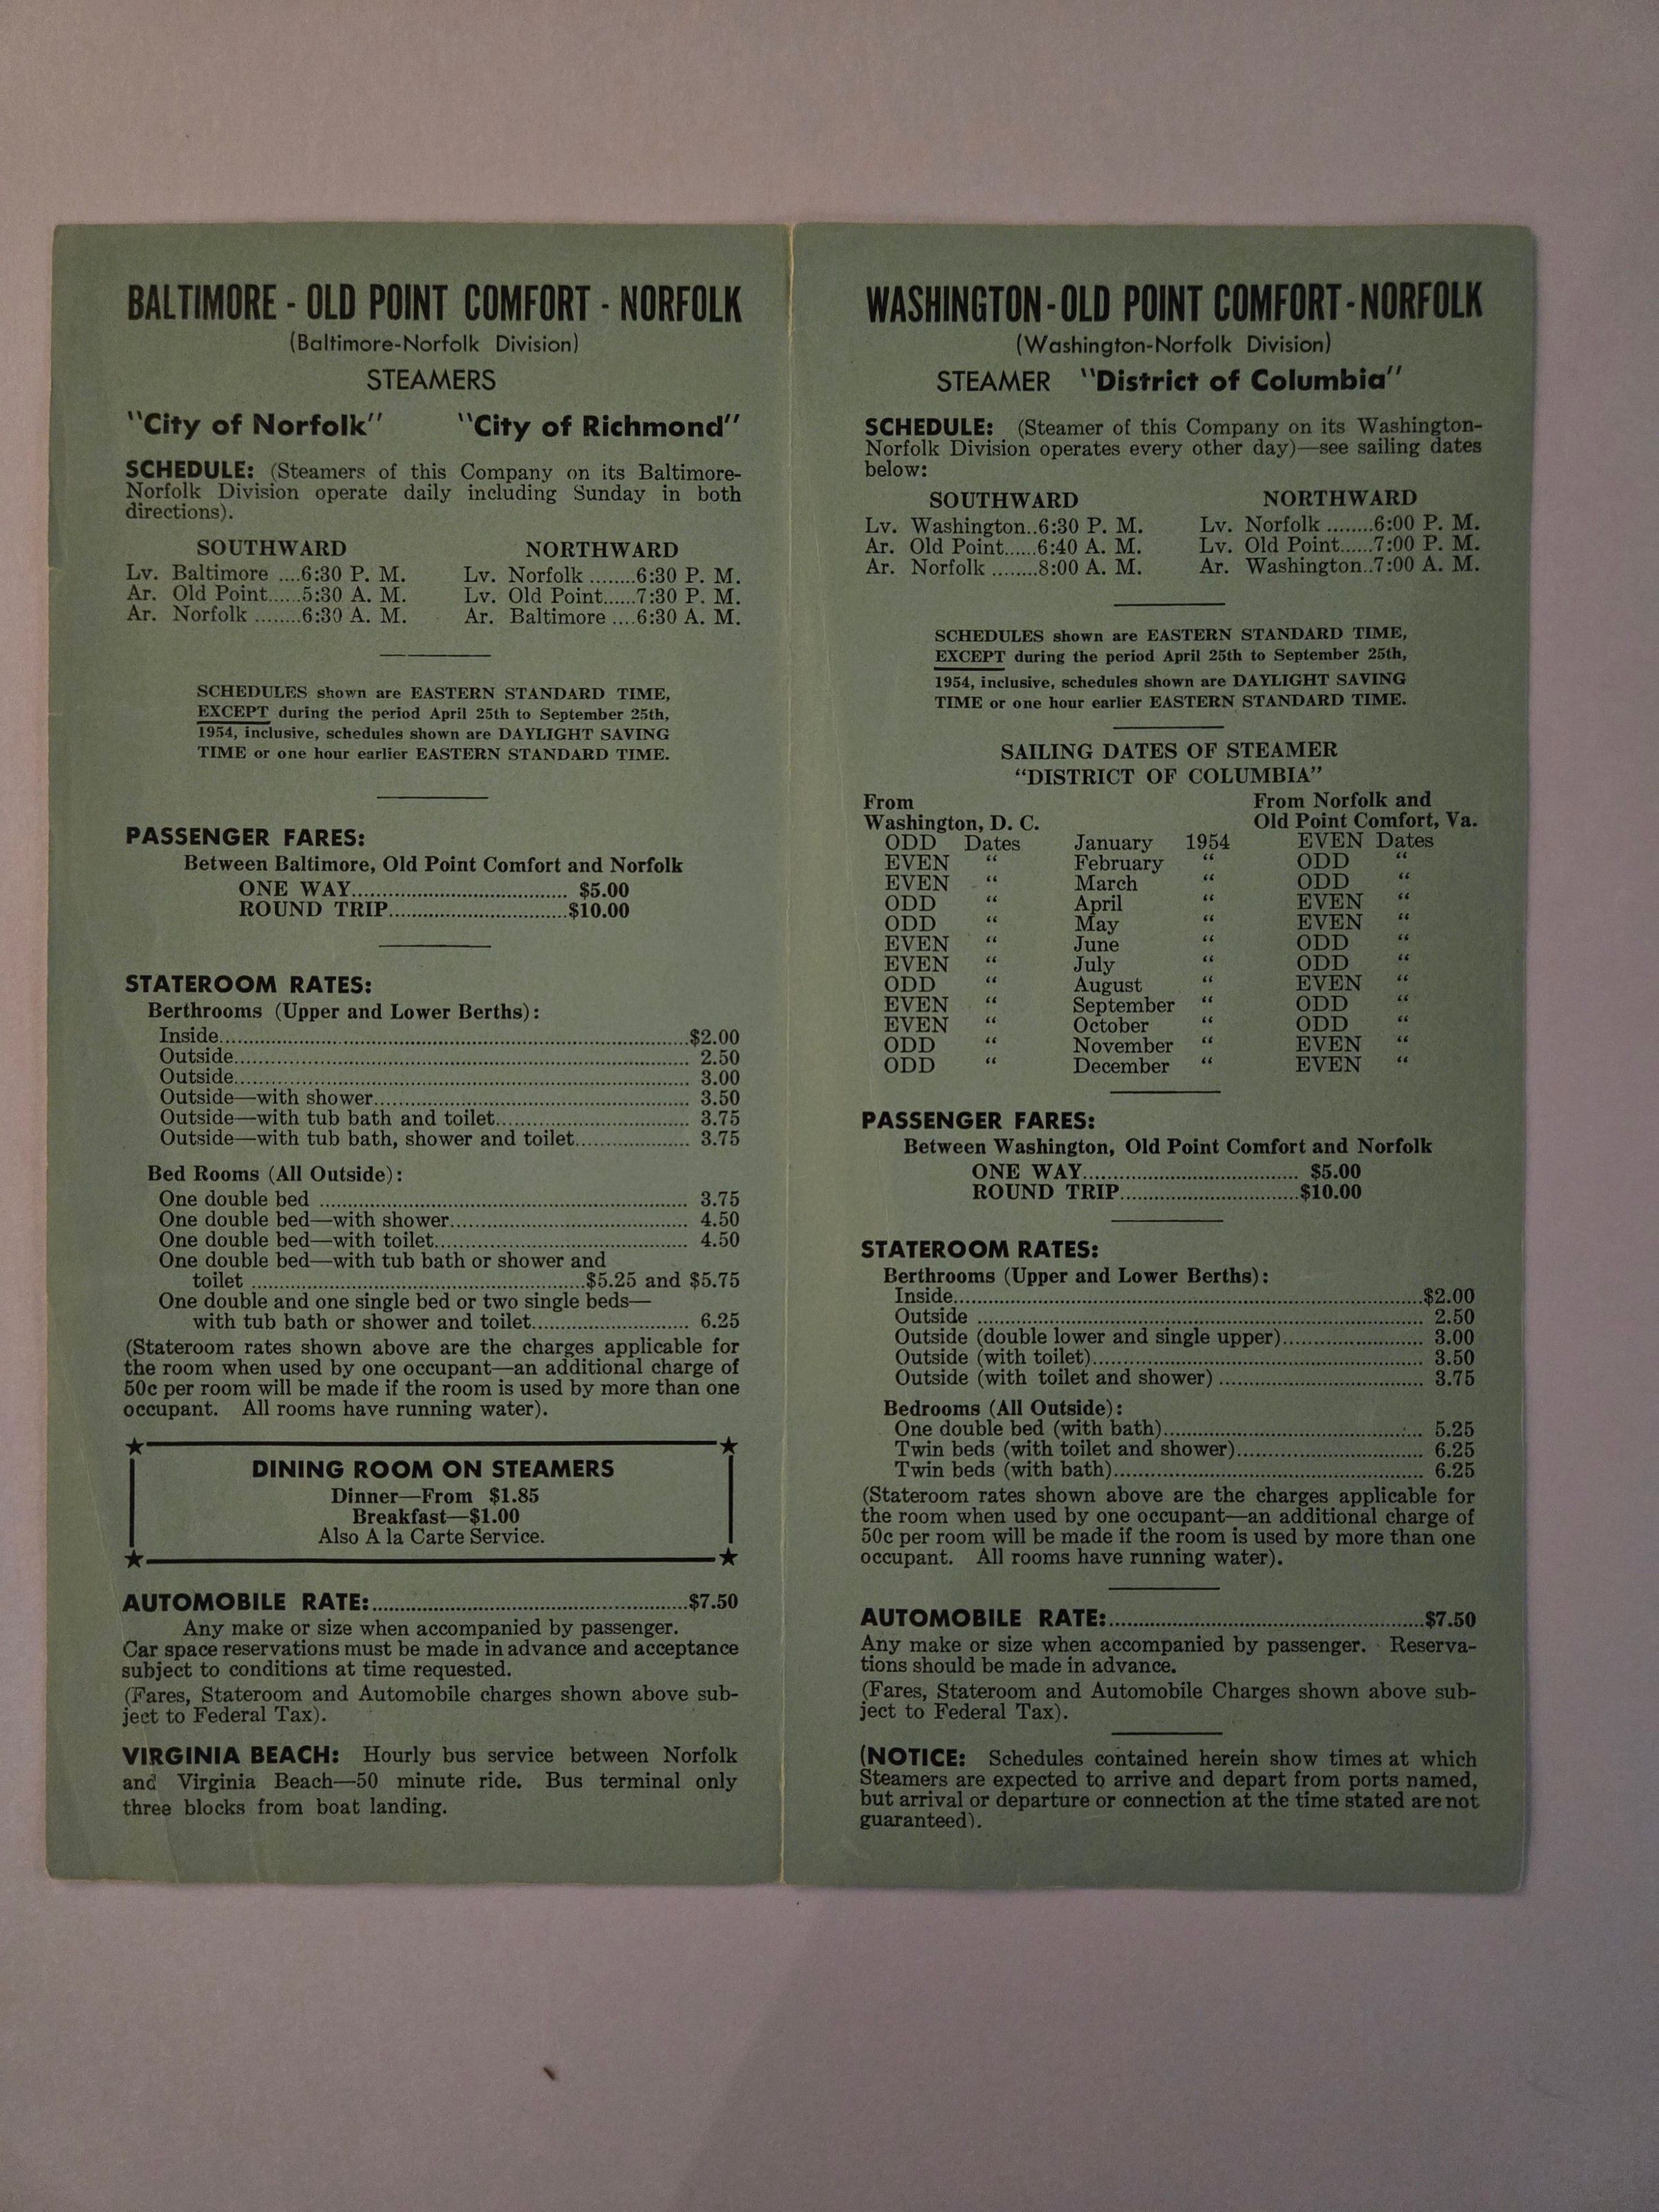 BALTIMORE - OLD POINT COMFORT - NORFOLK
(Baltimore-Norfolk Division)
STEAMERS
"City of Norfolk" "City of Richmond"
SCHEDULE: (Steamers of this Company on its Baltimore-
Norfolk Division operate daily including Sunday in both
directions).
SOUTHWARD NORTHWARD
Lv. Baltimore ....6:30 P. M. Lv. Norfolk ........6:30 P. M.
Ar. Old Point......5:30 A. M. Lv. Old Point......7:30 P. M.
Ar. Norfolk ........6:30 A. M. Ar. Baltimore ....6:30 A. M.
SCHEDULES shown are EASTERN STANDARD TIME,
EXCEPT during the period April 25th to September 25th,
1954, inclusive, schedules shown are DAYLIGHT SAVING
TIME or one hour earlier EASTERN STANDARD TIME.
PASSENGER FARES:
Between Baltimore, Old Point Comfort and Norfolk
ONE WAY.................................... $5.00
ROUND TRIP..............................$10.00
STATEROOM RATES:
Berthrooms (Upper and Lower Berths):
Inside....................................$2.00
Outside.................................... 2.50
Outside.................................... 3.00
Outside—with shower.................................... 3.50
Outside—with tub bath and toilet................................ 3.75
Outside—with tub bath, shower and toilet................... 3.75
Bed Rooms (All Outside):
One double bed .................................... 3.75
One double bed—with shower.................................... 4.50
One double bed—with toilet.................................... 4.50
One double bed—with tub bath or shower and
toilet ....................................$5.25 and $5.75
One double and one single bed or two single beds—
with tub bath or shower and toilet.......................... 6.25
(Stateroom rates shown above are the charges applicable for
the room when used by one occupant—an additional charge of
50c per room will be made if the room is used by more than one
occupant. All rooms have running water).
DINING ROOM ON STEAMERS
Dinner—From $1.85
Breakfast—$1.00
Also A la Carte Service.
AUTOMOBILE RATE:....................................$7.50
Any make or size when accompanied by passenger.
Car space reservations must be made in advance and acceptance
subject to conditions at time requested.
(Fares, Stateroom and Automobile charges shown above sub-
ject to Federal Tax).
VIRGINIA BEACH: Hourly bus service between Norfolk
and Virginia Beach—50 minute ride. Bus terminal only
three blocks from boat landing.
WASHINGTON-OLD POINT COMFORT-NORFOLK
(Washington-Norfolk Division)
STEAMER "District of Columbia"
SCHEDULE: (Steamer of this Company on its Washington-
Norfolk Division operates every other day)—see sailing dates
below:
SOUTHWARD NORTHWARD
Lv. Washington..6:30 P. M. Lv. Norfolk ........6:00 P. M.
Ar. Old Point......6:40 A. M. Lv. Old Point......7:00 P. M.
Ar. Norfolk ........8:00 A. M. Ar. Washington..7:00 A. M.
SCHEDULES shown are EASTERN STANDARD TIME,
EXCEPT during the period April 25th to September 25th,
1954, inclusive, schedules shown are DAYLIGHT SAVING
TIME or one hour earlier EASTERN STANDARD TIME.
SAILING DATES OF STEAMER
"DISTRICT OF COLUMBIA"
From From Norfolk and
Washington, D. C. Old Point Comfort, Va.
ODD Dates January 1954 EVEN Dates
EVEN " February " ODD "
EVEN " March " ODD "
ODD " April " EVEN "
ODD " May " EVEN "
EVEN " June " ODD "
EVEN " July " ODD "
ODD " August " EVEN "
EVEN " September " ODD "
EVEN " October " ODD "
ODD " November " EVEN "
ODD " December " EVEN "
PASSENGER FARES:
Between Washington, Old Point Comfort and Norfolk
ONE WAY.................................... $5.00
ROUND TRIP..............................$10.00
STATEROOM RATES:
Berthrooms (Upper and Lower Berths):
Inside....................................$2.00
Outside .................................... 2.50
Outside (double lower and single upper)........................ 3.00
Outside (with toilet).................................... 3.50
Outside (with toilet and shower) .................................. 3.75
Bedrooms (All Outside):
One double bed (with bath).................................... 5.25
Twin beds (with toilet and shower)............................... 6.25
Twin beds (with bath).................................... 6.25
(Stateroom rates shown above are the charges applicable for
the room when used by one occupant—an additional charge of
50c per room will be made if the room is used by more than one
occupant. All rooms have running water).
AUTOMOBILE RATE:....................................$7.50
Any make or size when accompanied by passenger. Reserva-
tions should be made in advance.
(Fares, Stateroom and Automobile Charges shown above sub-
ject to Federal Tax).
(NOTICE: Schedules contained herein show times at which
Steamers are expected to arrive and depart from ports named,
but arrival or departure or connection at the time stated are not
guaranteed).